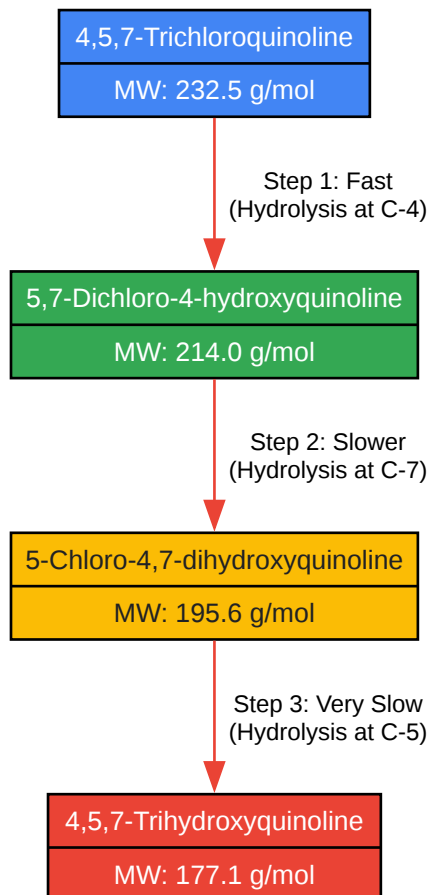 4,5,7-Trichloroquinoline
MW: 232.5 g/mol
Step 1: Fast
(Hydrolysis at C-4)
5,7-Dichloro-4-hydroxyquinoline
MW: 214.0 g/mol
Step 2: Slower
(Hydrolysis at C-7)
5-Chloro-4,7-dihydroxyquinoline
MW: 195.6 g/mol
Step 3: Very Slow
(Hydrolysis at C-5)
4,5,7-Trihydroxyquinoline
MW: 177.1 g/mol